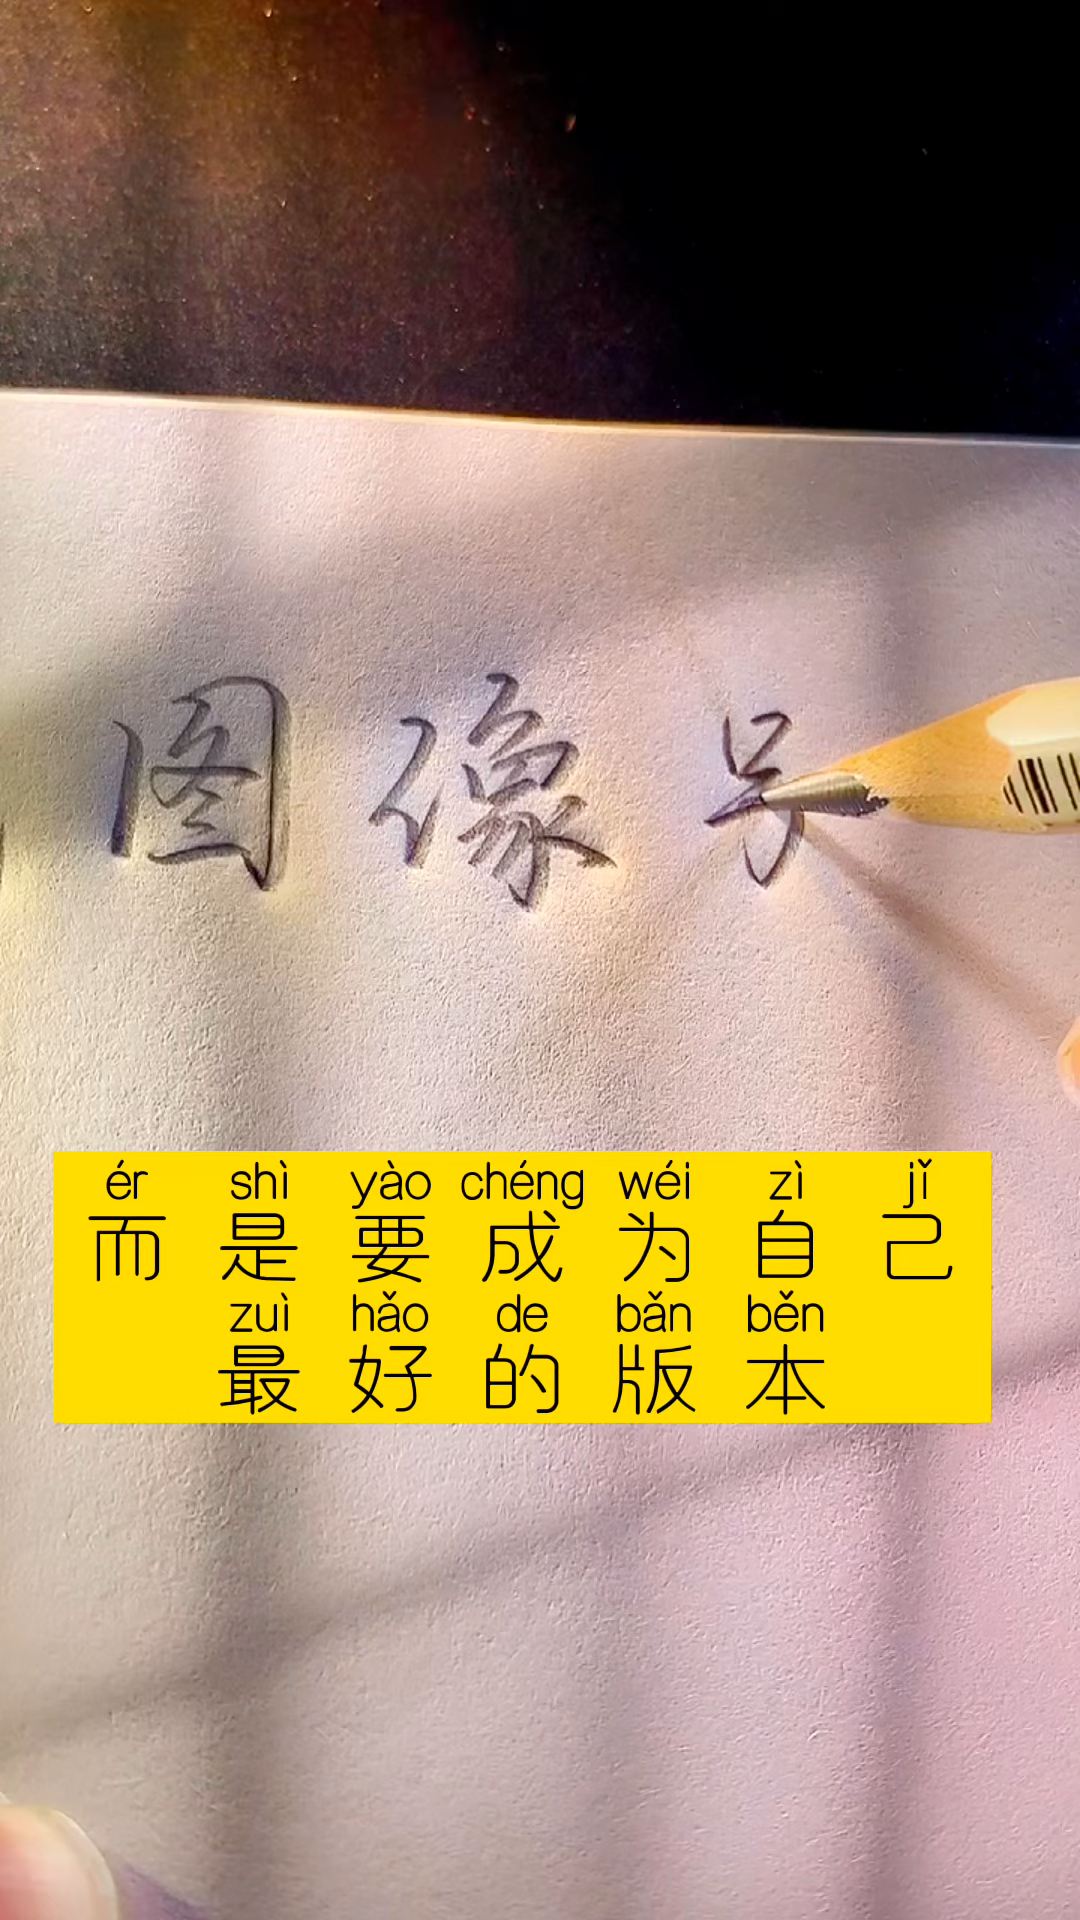 图像
ér shì yào chéng wéi zì jǐ
而是要成为自己
zuì hǎo de bǎn běn
最好的版本